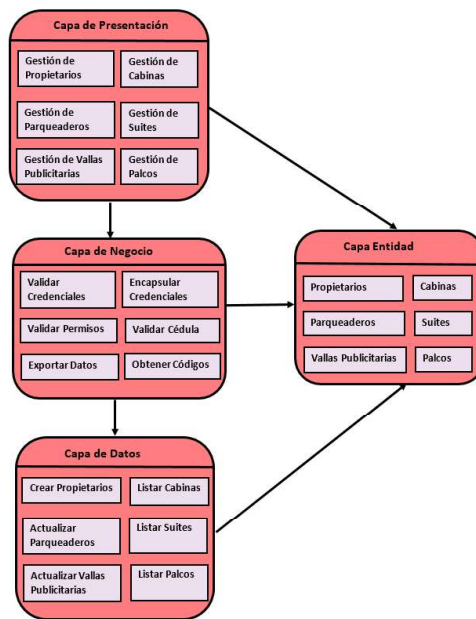 Capa de Presentación
Gestión de
Propietarios
Gestión de
Cabinas
Gestión de
Parqueaderos
Gestión de
Suites
Gestión de Vallas
Publicitarias
Gestión de
Palcos
Capa de Negocio
Validar
Credenciales
Encapsular
Credenciales
Validar Permisos
Validar Cédula
Exportar Datos
Obtener Códigos
Capa Entidad
Propietarios
Cabinas
Parqueaderos
Suites
Vallas Publicitarias
Palcos
Capa de Datos
Crear Propietarios
Listar Cabinas
Actualizar
Parqueaderos
Listar Suites
Actualizar Vallas
Publicitarias
Listar Palcos